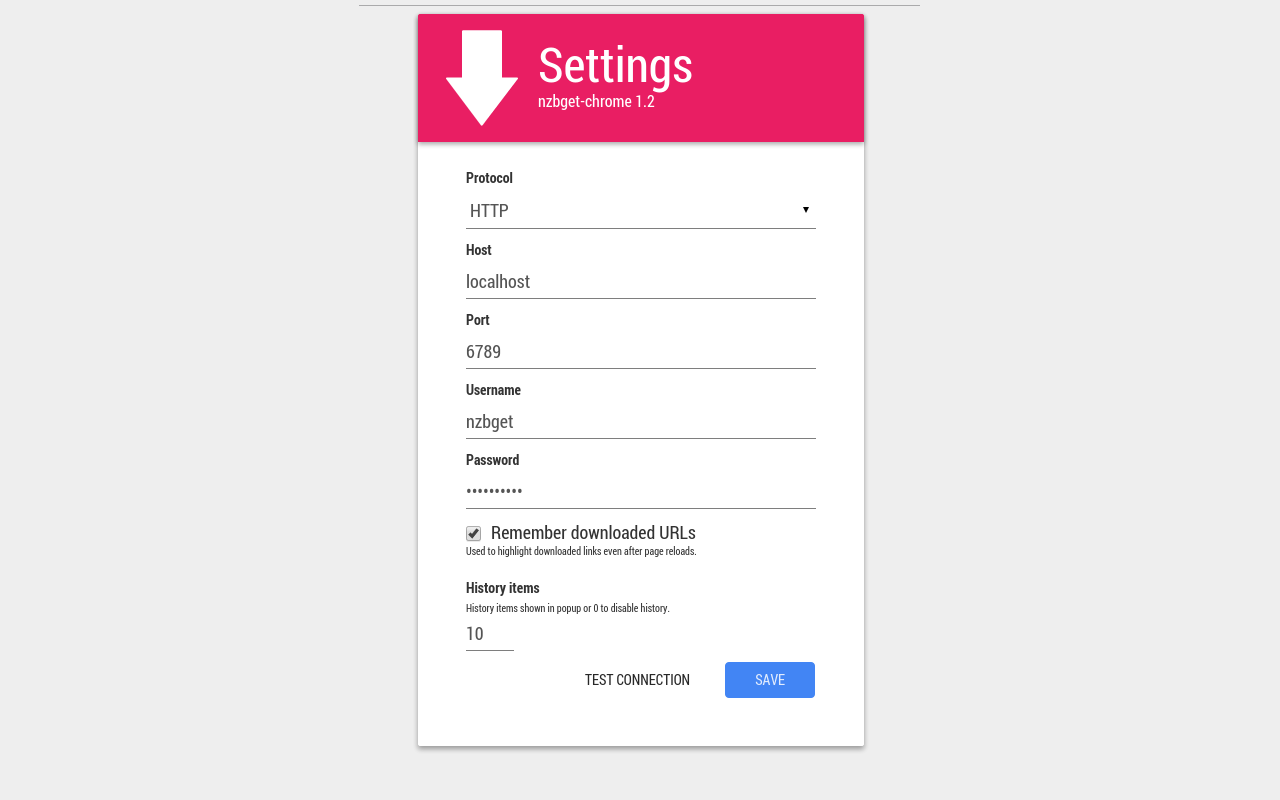 Settings
nzbget-chrome 1.2
Protocol
HTTP
Host
localhost
Port
6789
Username
nzbget
Password
••••••••••
Remember downloaded URLs
Used to highlight downloaded links even after page reloads.
History items
History items shown in popup or 0 to disable history.
10
TEST CONNECTION
SAVE